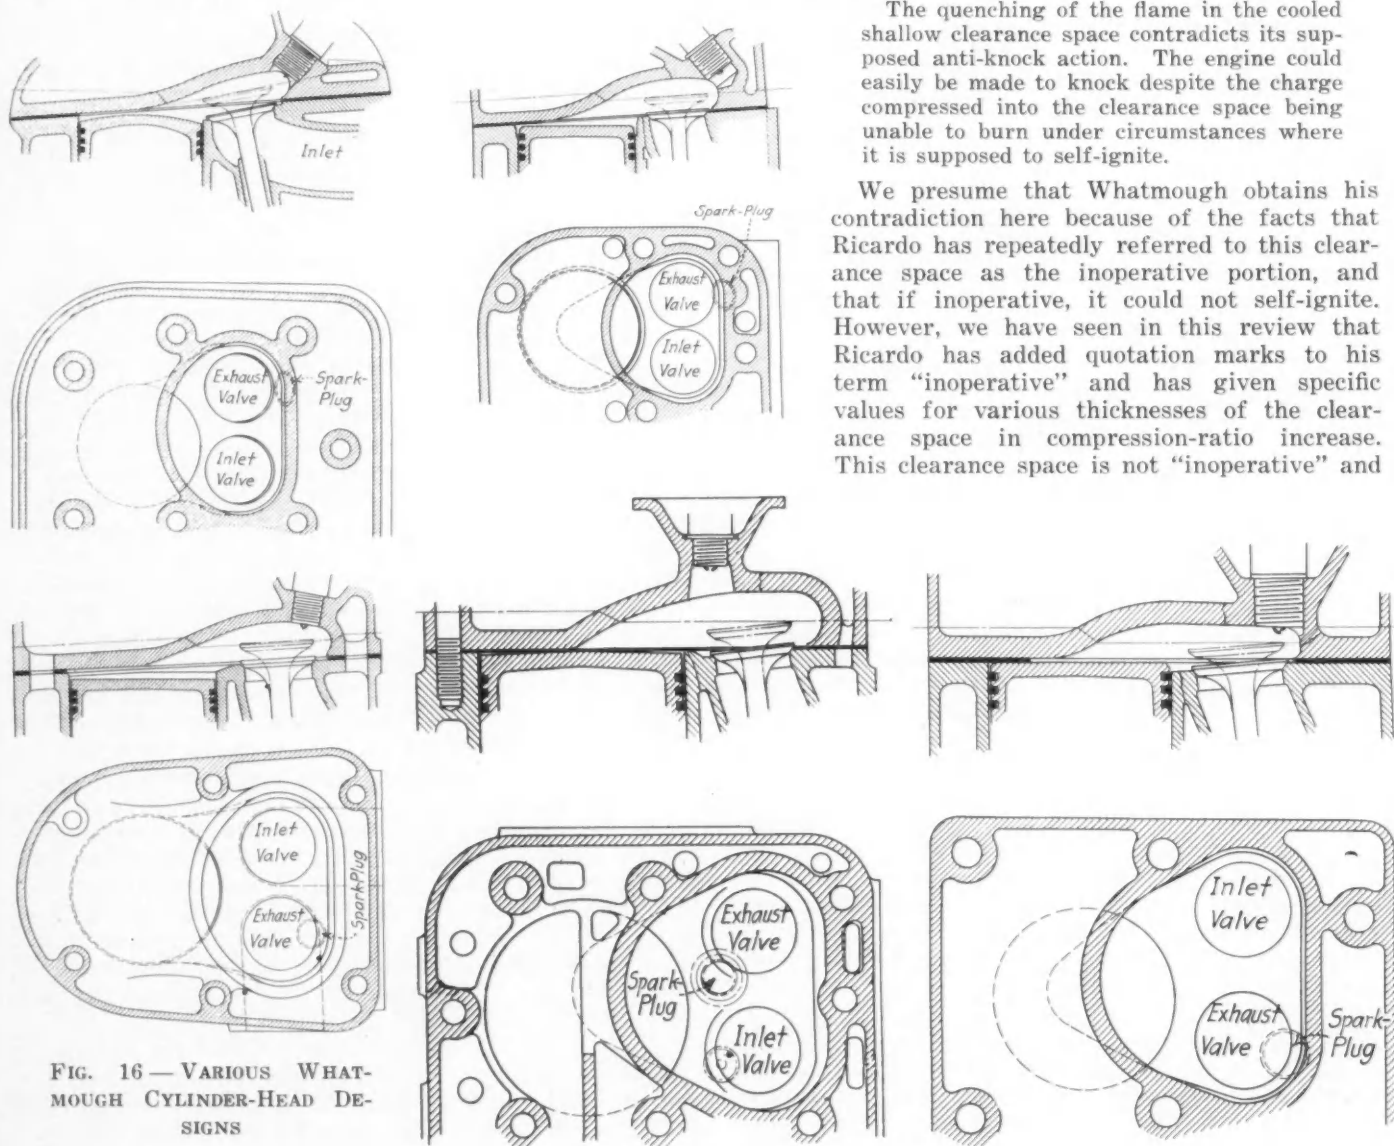 The quenching of the flame in the cooled
shallow clearance space contradicts its sup-
posed anti-knock action. The engine could
easily be made to knock despite the charge
compressed into the clearance space being
unable to burn under circumstances where
it is supposed to self-ignite.
We presume that Whatmough obtains his
contradiction here because of the facts that
Ricardo has repeatedly referred to this clear-
ance space as the inoperative portion, and
that if inoperative, it could not self-ignite.
However, we have seen in this review that
Ricardo has added quotation marks to his
term “inoperative” and has given specific
values for various thicknesses of the clear-
ance space in compression-ratio increase.
This clearance space is not “inoperative” and
Inlet
Exhaust
Valve
Spark-
Plug
Inlet
Valve
Spark-Plug
Exhaust
Valve
Inlet
Valve
Inlet
Valve
Exhaust
Valve
Spark Plug
Exhaust
Valve
Spark-
Plug
Inlet
Valve
Inlet
Valve
Exhaust
Valve
Spark-
Plug
FIG. 16—VARIOUS WHAT-
MOUGH CYLINDER-HEAD DE-
SIGNS